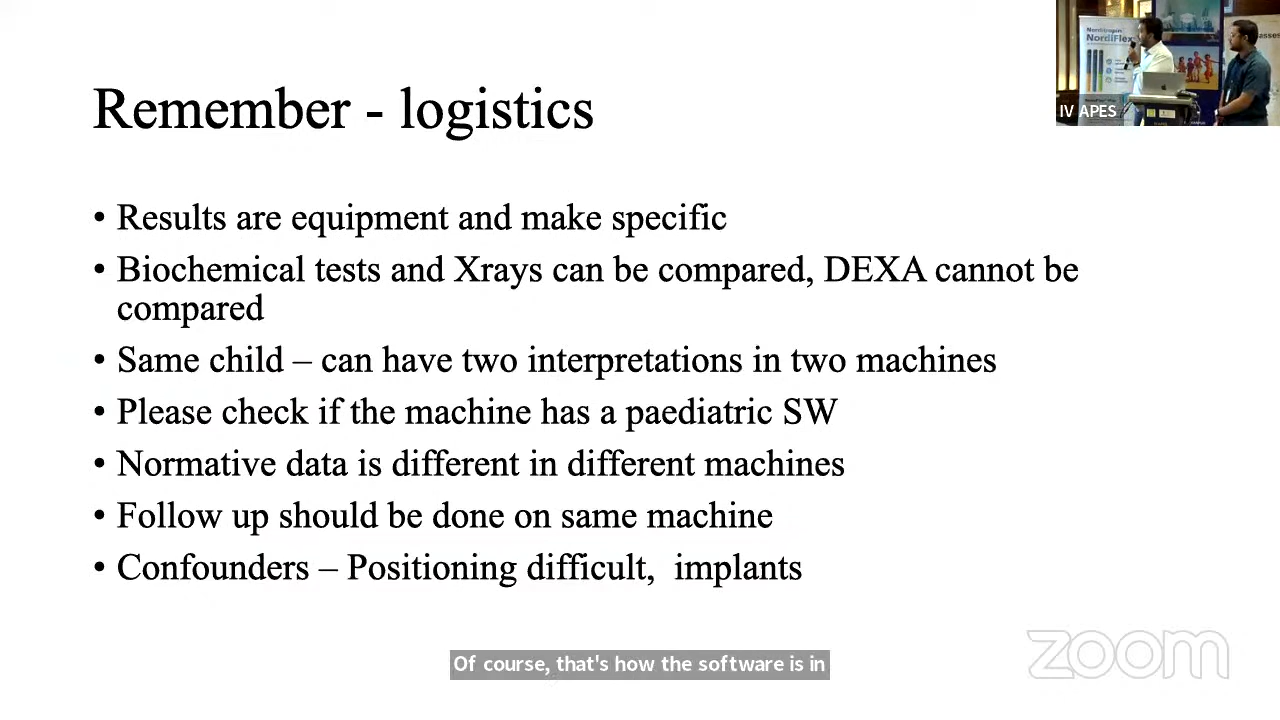 Norditropin
NordiFlex
IV APES
Remember - logistics
• Results are equipment and make specific
• Biochemical tests and Xrays can be compared, DEXA cannot be
compared
• Same child – can have two interpretations in two machines
• Please check if the machine has a paediatric SW
• Normative data is different in different machines
• Follow up should be done on same machine
• Confounders – Positioning difficult,  implants
Of course, that's how the software is in
zoom